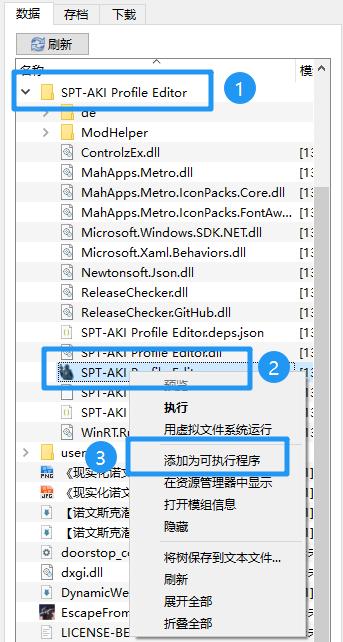 数据 存档 下载
刷新
名称 模
SPT-AKI Profile Editor
1
de
ModHelper
ControlzEx.dll [13
MahApps.Metro.dll [13
MahApps.Metro.IconPacks.Core.dll [13
MahApps.Metro.IconPacks.FontAw... [13
Microsoft.Windows.SDK.NET.dll [13
Microsoft.Xaml.Behaviors.dll [13
Newtonsoft.Json.dll [13
ReleaseChecker.dll [13
ReleaseChecker.GitHub.dll [13
SPT-AKI Profile Editor.deps.json [13
SPT-AKI Profile Editor.dll [13
SPT-AKI Profile Edit
2
预览
SPT-AKI
执行
SPT-AKI
用虚拟文件系统运行
WinRT.Ru
3
添加为可执行程序
user
在资源管理器中显示
《现实化诺文
打开模组信息
《现实化诺文
隐藏
【诺文斯克港
【诺文斯克港
将树保存到文本文件...
doorstop_co
刷新
dxgi.dll
展开全部
DynamicWe
折叠全部
EscapeFrom
LICENSE-BE